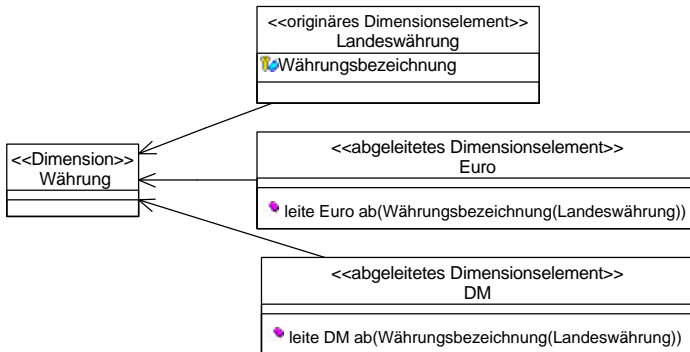 <<originäres Dimensionselement>>
Landeswährung
Währungsbezeichnung
<<Dimension>>
Währung
<<abgeleitetes Dimensionselement>>
Euro
leite Euro ab(Währungsbezeichnung(Landeswährung))
<<abgeleitetes Dimensionselement>>
DM
leite DM ab(Währungsbezeichnung(Landeswährung))